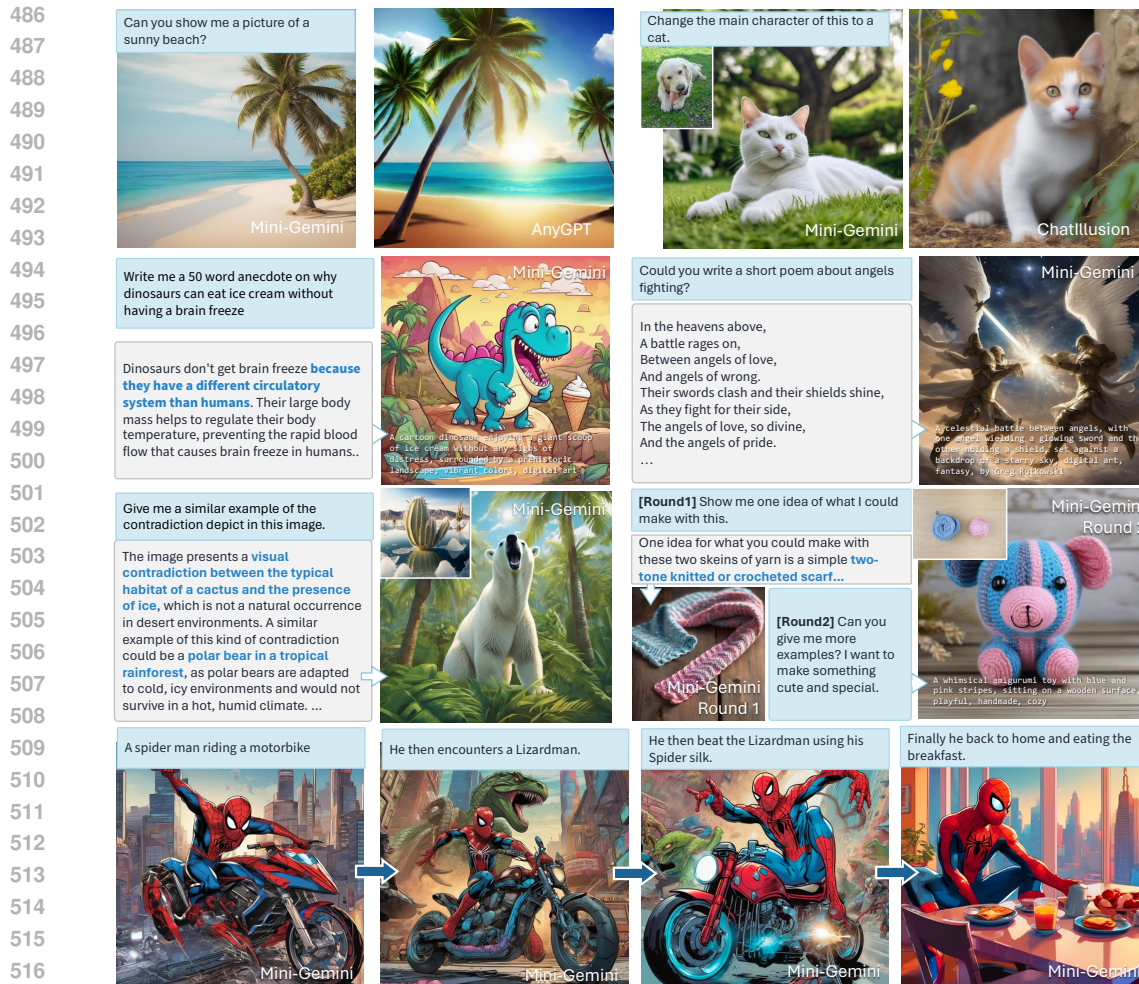 486
487
488
489
490
491
492
493
494
495
496
497
498
499
500
501
502
503
504
505
506
507
508
509
510
511
512
513
514
515
516
Can you show me a picture of a
sunny beach?
Mini-Gemini
AnyGPT
Change the main character of this to a
cat.
Mini-Gemini
ChatIllusion
Write me a 50 word anecdote on why
dinosaurs can eat ice cream without
having a brain freeze
Dinosaurs don't get brain freeze because
they have a different circulatory
system than humans. Their large body
mass helps to regulate their body
temperature, preventing the rapid blood
flow that causes brain freeze in humans..
Mini-Gemini
A cartoon dinosaur enjoying a giant scoop
of ice cream without any signs of
distress, surrounded by a prehistoric
landscape, vibrant colors, digital art
Could you write a short poem about angels
fighting?
In the heavens above,
A battle rages on,
Between angels of love,
And angels of wrong.
Their swords clash and their shields shine,
As they fight for their side,
The angels of love, so divine,
And the angels of pride.
...
Mini-Gemini
A celestial battle between angels, with
one angel wielding a glowing sword and the
other holding a shield, set against a
backdrop of a starry sky, digital art,
fantasy, by Greg Rutkowski
Give me a similar example of the
contradiction depict in this image.
The image presents a visual
contradiction between the typical
habitat of a cactus and the presence
of ice, which is not a natural occurrence
in desert environments. A similar
example of this kind of contradiction
could be a polar bear in a tropical
rainforest, as polar bears are adapted
to cold, icy environments and would not
survive in a hot, humid climate. ...
Mini-Gemini
[Round1] Show me one idea of what I could
make with this.
One idea for what you could make with
these two skeins of yarn is a simple two-
tone knitted or crocheted scarf...
Mini-Gemini
Round 1
[Round2] Can you
give me more
examples? I want to
make something
cute and special.
Mini-Gemin
Round
A whimsical amigurumi toy with blue and
pink stripes, sitting on a wooden surface,
playful, handmade, cozy
A spider man riding a motorbike
Mini-Gemini
He then encounters a Lizardman.
Mini-Gemini
He then beat the Lizardman using his
Spider silk.
Mini-Gemini
Finally he back to home and eating the
breakfast.
Mini-Gemini